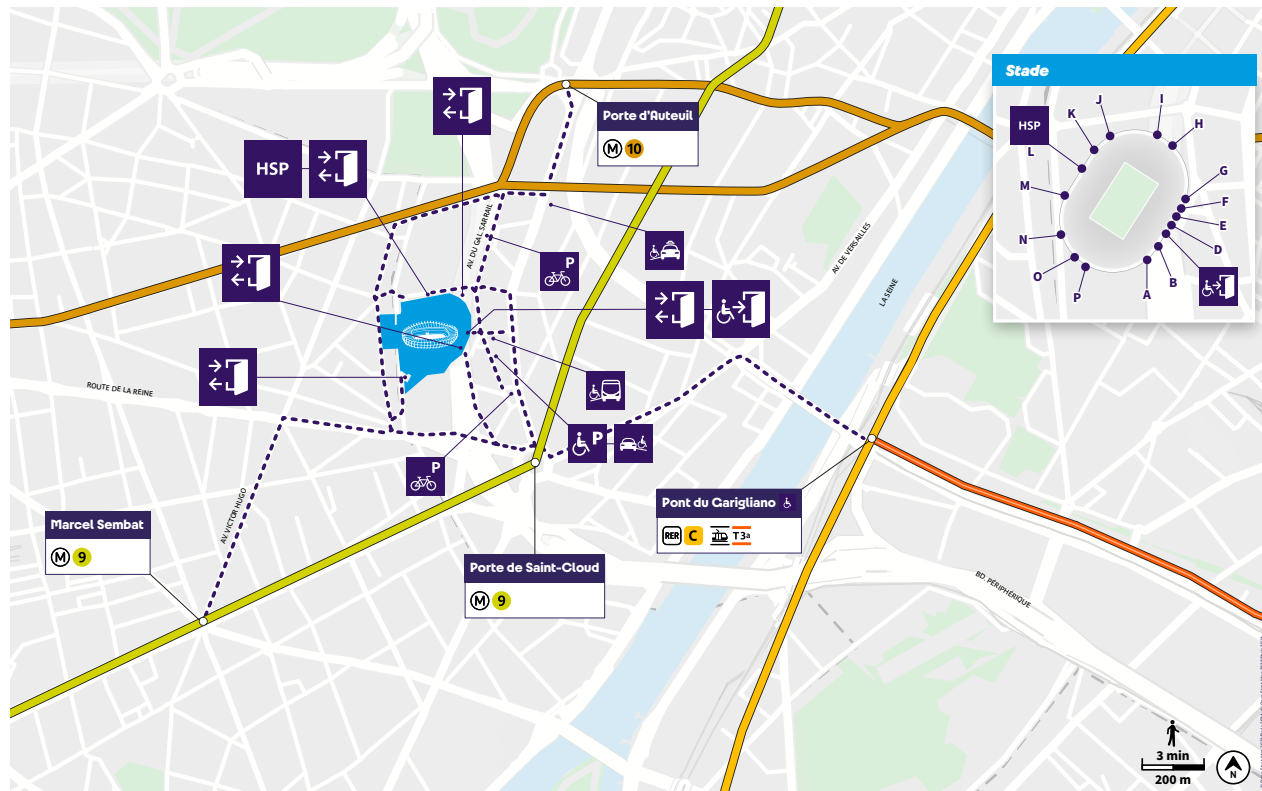 Stade
HSP
J
I
K
H
L
M
G
F
E
D
N
O
P
A
B
Porte d'Auteuil
M 10
HSP
AV. DU GAL SARRAIL
P
AV. DE VERSAILLES
LA SEINE
ROUTE DE LA REINE
P
P
AV. VICTOR HUGO
Marcel Sembat
M 9
Porte de Saint-Cloud
M 9
Pont du Garigliano
RER C T3a
BD. PÉRIPHÉRIQUE
3 min
200 m
N